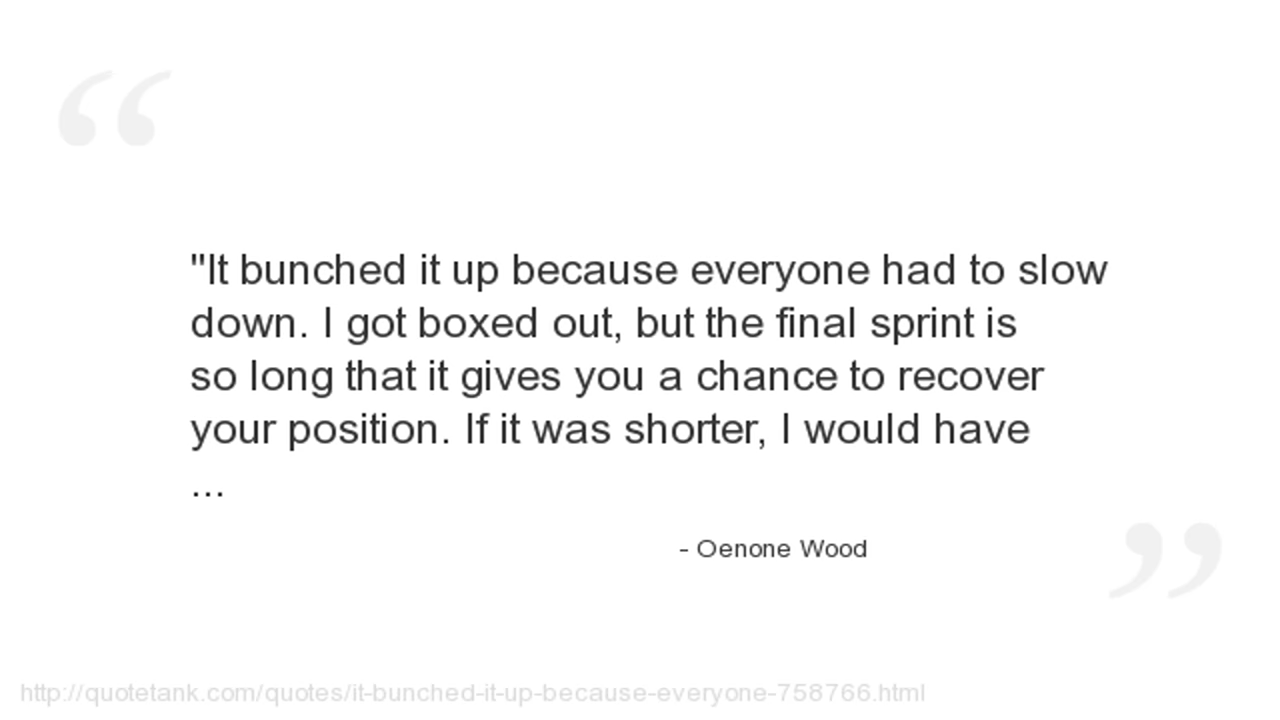 "It bunched it up because everyone had to slow
down. I got boxed out, but the final sprint is
so long that it gives you a chance to recover
your position. If it was shorter, I would have
...
- Oenone Wood
http://quotetank.com/quotes/it-bunched-it-up-because-everyone-758766.html